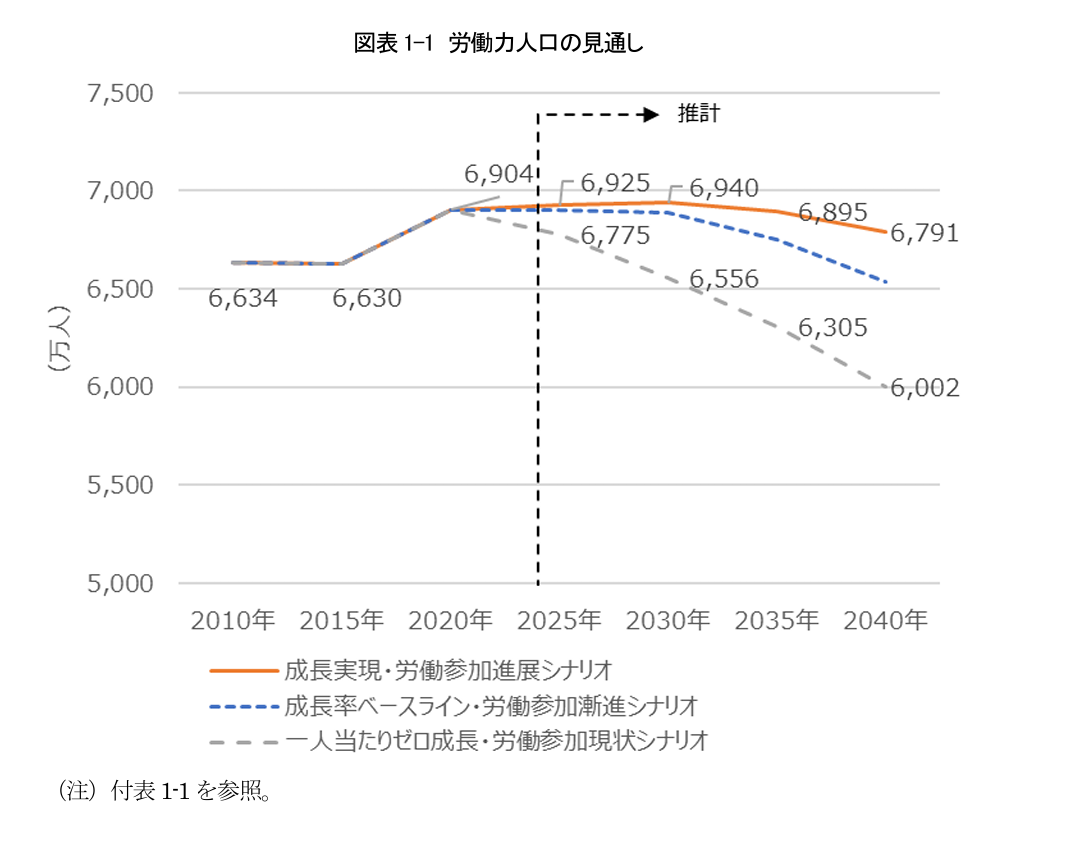 図表 1-1 労働力人口の見通し
7,500
推計
7,000
6,904
6,925
6,940
6,895
6,791
6,775
6,500
6,634
6,630
6,556
6,305
(万人)
6,000
6,002
5,500
5,000
2010年 2015年 2020年 2025年 2030年 2035年 2040年
成長実現・労働参加進展シナリオ
成長率ベースライン・労働参加漸進シナリオ
一人当たりゼロ成長・労働参加現状シナリオ
（注）付表 1-1 を参照。